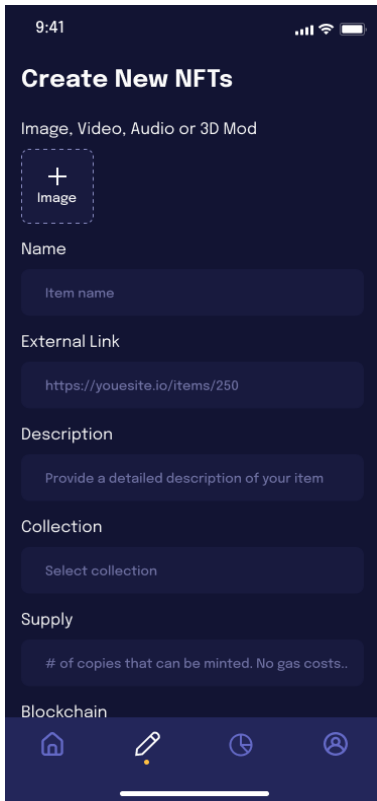 9:41
Create New NFTs
Image, Video, Audio or 3D Mod
Image
Name
Item name
External Link
https://youesite.io/items/250
Description
Provide a detailed description of your item
Collection
Select collection
Supply
# of copies that can be minted. No gas costs..
Blockchain